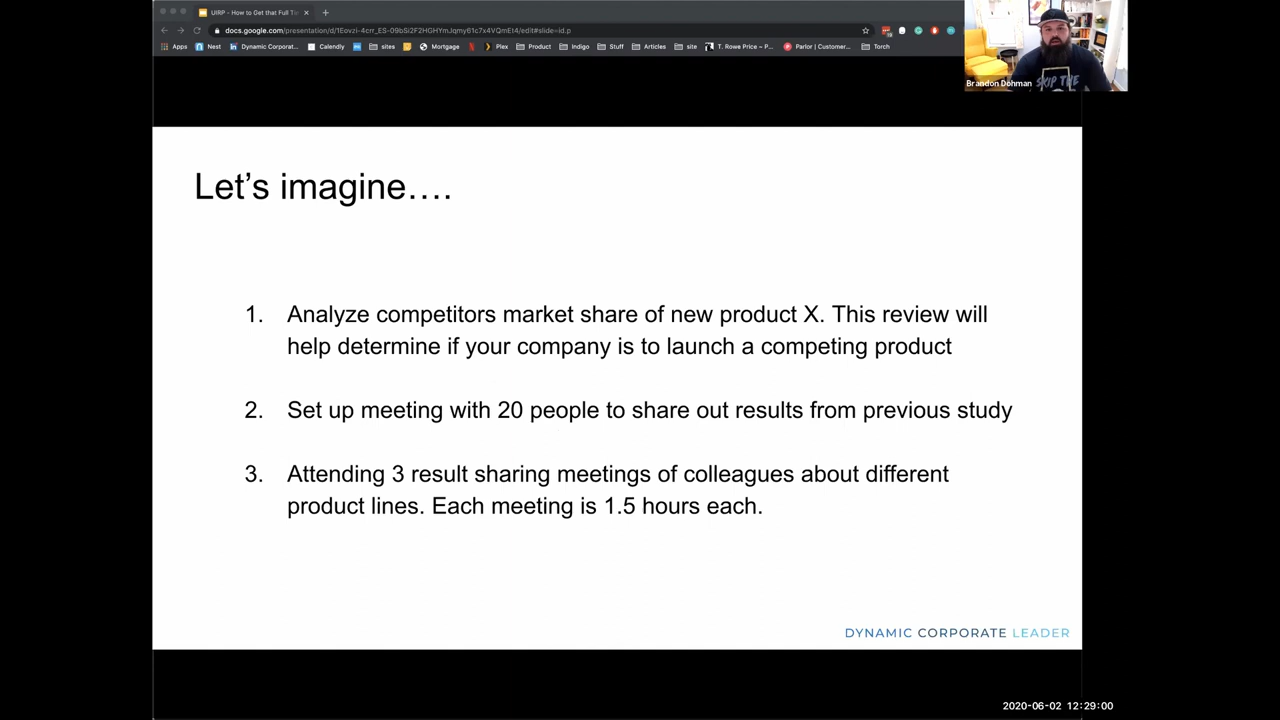 UIRP - How to Get that Full Ti
docs.google.com/presentation/d/1Eovzi-4crr_ES-09bSi2F2HGHYmJqmy61c7x4VQmEt4/edit#slide=id.p
Apps Nest Dynamic Corporat... Calendly sites Mortgage Plex Product Indigo Stuff Articles site T. Rowe Price – P... Parlor | Customer... Torch
SKIP THE
Brandon Dohman
Let’s imagine….
1. Analyze competitors market share of new product X. This review will
help determine if your company is to launch a competing product
2. Set up meeting with 20 people to share out results from previous study
3. Attending 3 result sharing meetings of colleagues about different
product lines. Each meeting is 1.5 hours each.
DYNAMIC CORPORATE LEADER
2020-06-02 12:29:00